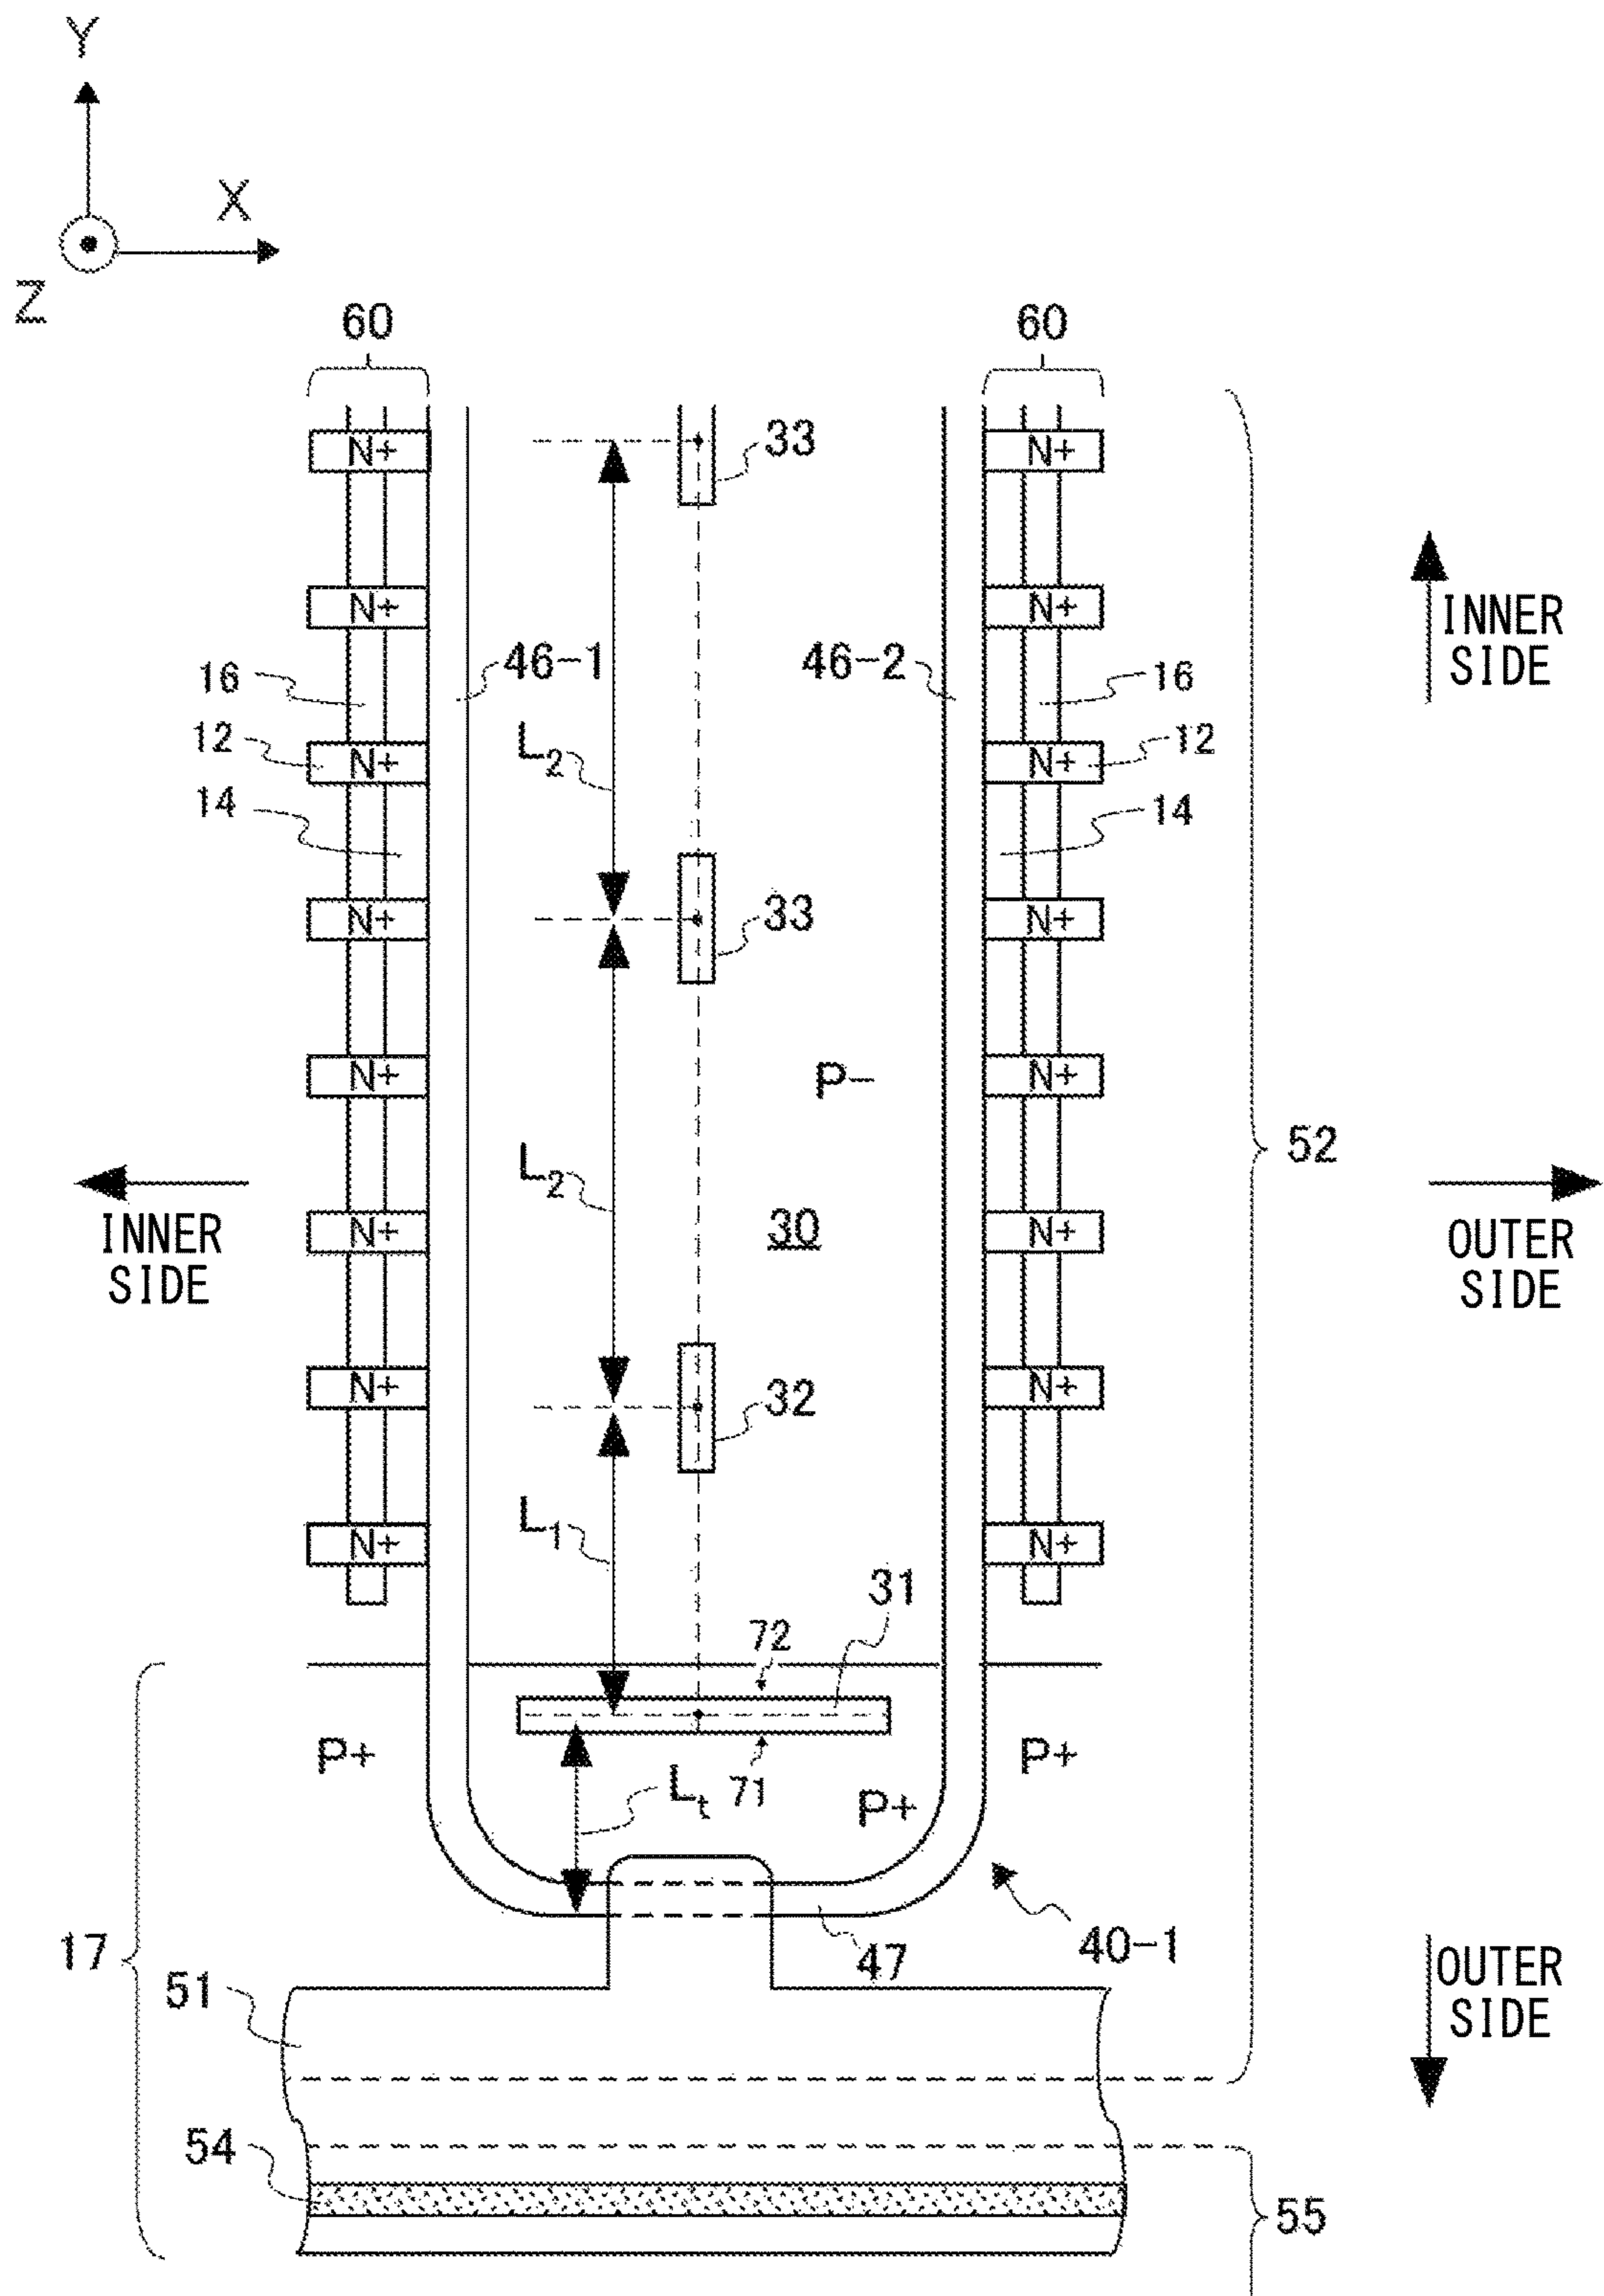 Y
X
Z
60
60
N+
33
N+
N+
N+
16
46-1
46-2
16
INNER
SIDE
12
N+
L2
N+
12
14
14
N+
33
N+
N+
P-
N+
52
INNER
SIDE
L2
30
OUTER
SIDE
N+
N+
N+
32
N+
N+
L1
N+
31
72
P+
71
P+
Lt
P+
17
47
40-1
OUTER
SIDE
51
54
55